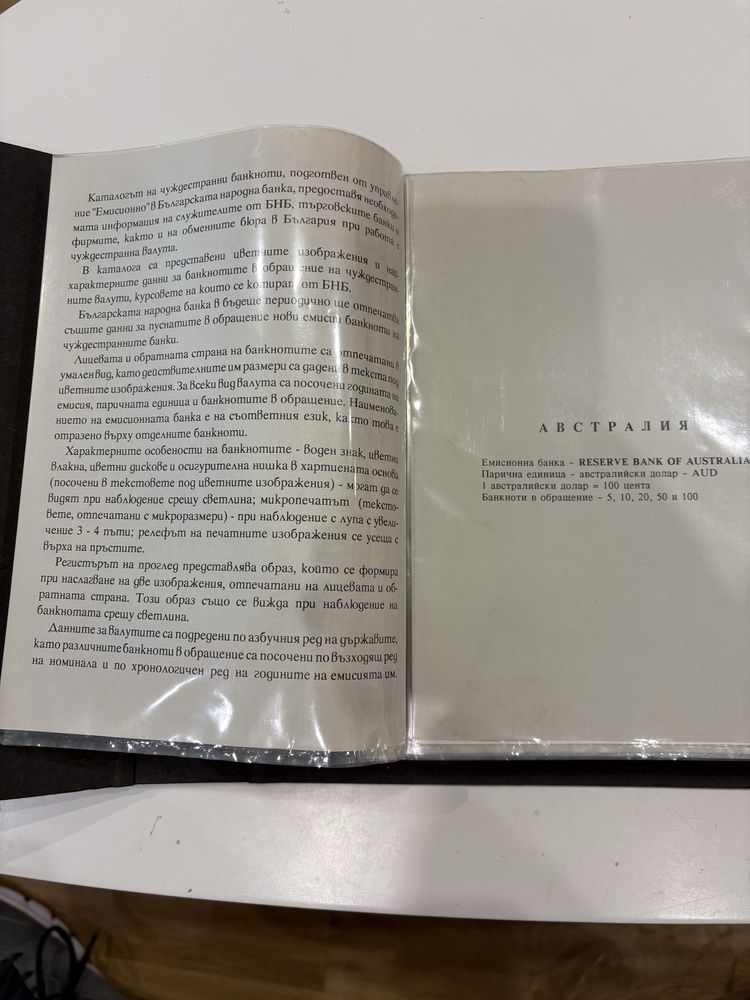 Каталогът на чуждестранни банкноти, подготвен от управле-
ние "Емисионно" в Българската народна банка, предоставя необходи-
мата информация на служителите от БНБ, търговските банки и
фирмите, както и на обменните бюра в България при работа с
чуждестранна валута.
В каталога са представени цветните изображения и най-
характерните данни за банкнотите в обращение на чуждестран-
ните валути, курсовете на които се котират от БНБ.
Българската народна банка в бъдеще периодично ще отпечатва
същите данни за пуснатите в обращение нови емисии банкноти на
чуждестранните банки.
Лицевата и обратната страна на банкнотите са отпечатани в
умален вид, като действителните им размери са дадени в текста под
цветните изображения. За всеки вид валута са посочени годината на
емисия, паричната единица и банкнотите в обращение. Наименова-
нието на емисионната банка е на съответния език, както това е
отразено върху отделните банкноти.
Характерните особености на банкнотите - воден знак, цветни
влакна, цветни дискове и осигурителна нишка в хартиената основа
(посочени в текстовете под цветните изображения) - могат да се
видят при наблюдение срещу светлина; микропечатът (тексто-
вете, отпечатани с микроразмери) - при наблюдение с лупа с увели-
чение 3 - 4 пъти; релефът на печатните изображения се усеща с
върха на пръстите.
Регистърът на проглед представлява образ, който се формира
при наслагване на две изображения, отпечатани на лицевата и об-
ратната страна. Този образ също се вижда при наблюдение на
банкнотата срещу светлина.
Данните за валутите са подредени по азбучния ред на държавите,
като различните банкноти в обращение са посочени по възходящ ред
на номинала и по хронологичен ред на годините на емисията им.
АВСТРАЛИЯ
Емисионна банка - RESERVE BANK OF AUSTRALIA
Парична единица - австралийски долар - AUD
1 австралийски долар = 100 цента
Банкноти в обращение - 5, 10, 20, 50 и 100